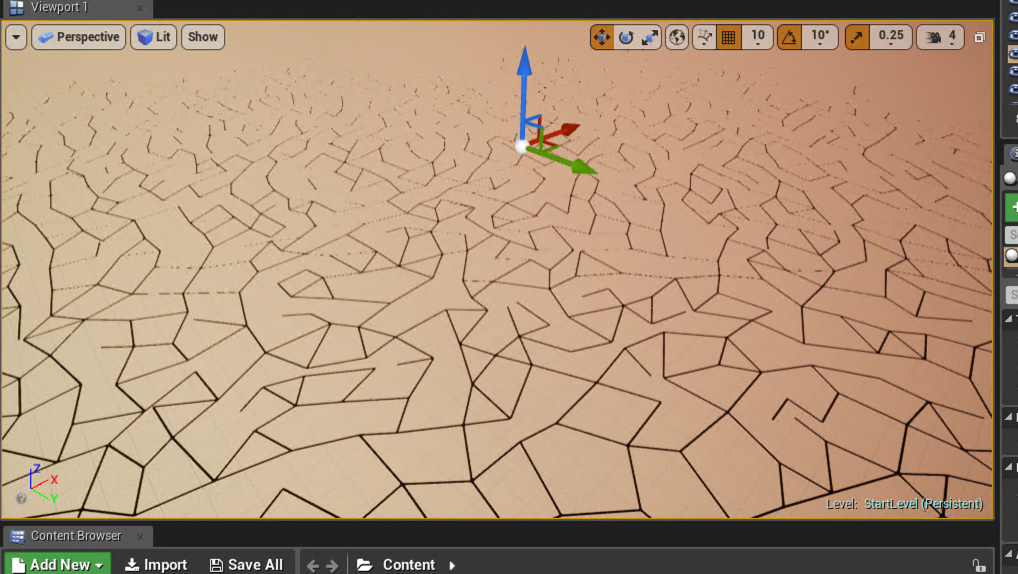 Viewport 1
Perspective
Lit
Show
10
10°
0.25
4
Z
X
Y
Level: StartLevel (Persistent)
Content Browser
Add New
Import
Save All
Content